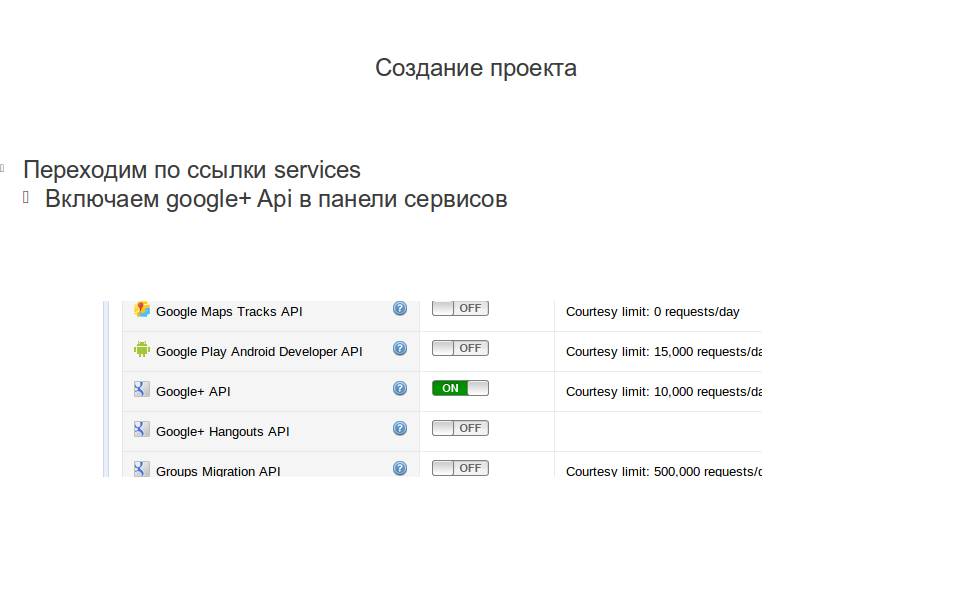 Создание проекта
Переходим по ссылки services
Включаем google+ Api в панели сервисов
Google Maps Tracks API OFF Courtesy limit: 0 requests/day
Google Play Android Developer API OFF Courtesy limit: 15,000 requests/da
Google+ API ON Courtesy limit: 10,000 requests/da
Google+ Hangouts API OFF
Groups Migration API OFF Courtesy limit: 500,000 requests/d